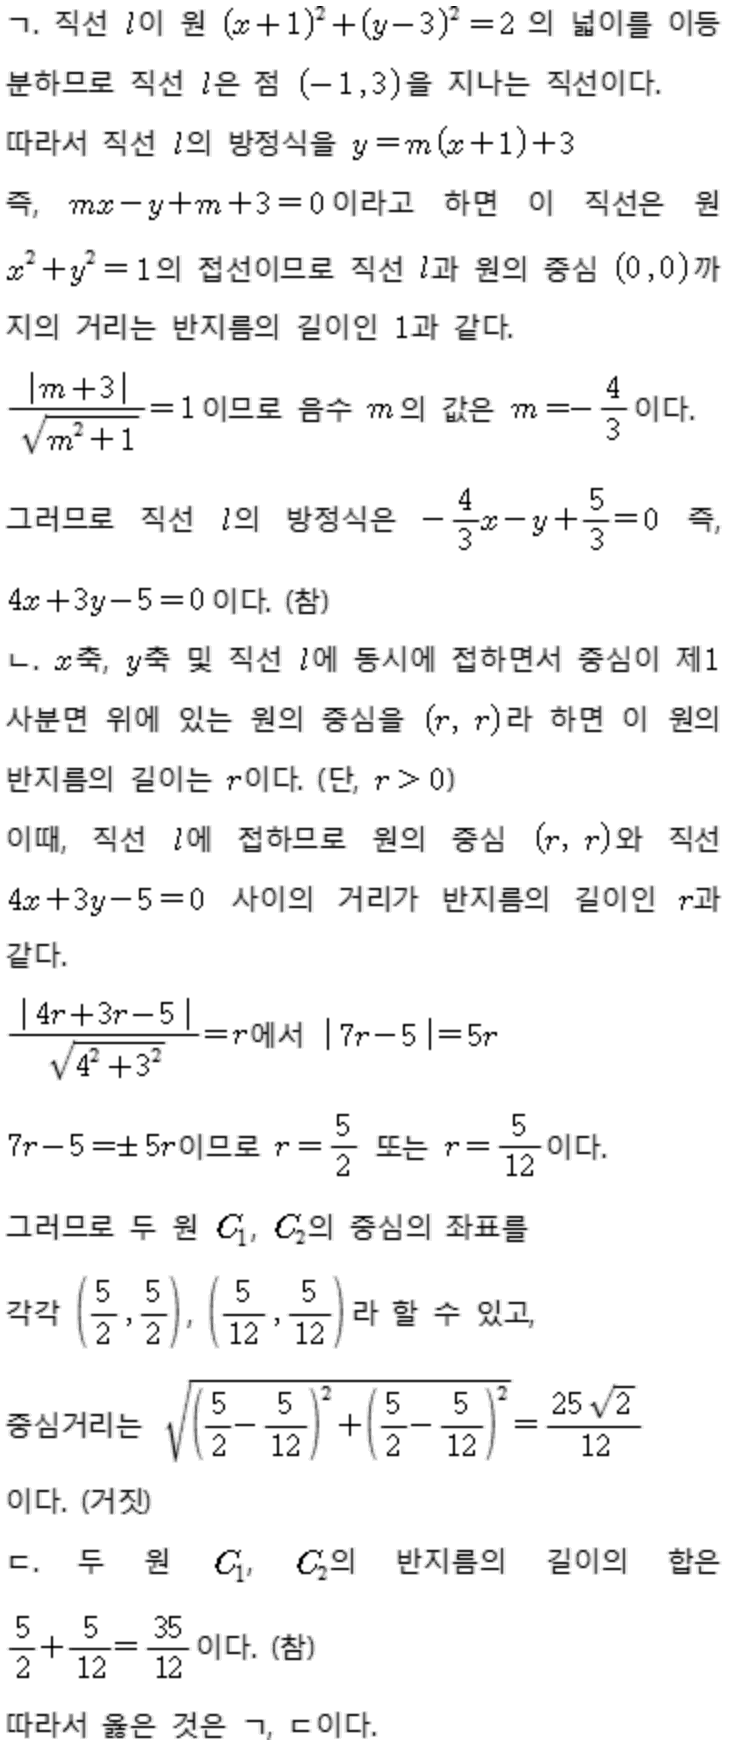 ㄱ. 직선 l이 원 (x+1)²+(y−3)²=2 의 넓이를 이등
분하므로 직선 l은 점 (−1,3)을 지나는 직선이다.
따라서 직선 l의 방정식을 y=m(x+1)+3
즉, mx−y+m+3=0이라고 하면 이 직선은 원
x²+y²=1의 접선이므로 직선 l과 원의 중심 (0,0)까
지의 거리는 반지름의 길이인 1과 같다.
|m+3|/√(m²+1)=1이므로 음수 m의 값은 m=−4/3이다.
그러므로 직선 l의 방정식은 −4/3x−y+5/3=0 즉,
4x+3y−5=0이다. (참)
ㄴ. x축, y축 및 직선 l에 동시에 접하면서 중심이 제1
사분면 위에 있는 원의 중심을 (r, r)라 하면 이 원의
반지름의 길이는 r이다. (단, r>0)
이때, 직선 l에 접하므로 원의 중심 (r, r)와 직선
4x+3y−5=0 사이의 거리가 반지름의 길이인 r과
같다.
|4r+3r−5|/√(4²+3²)=r에서 |7r−5|=5r
7r−5=±5r이므로 r=5/2 또는 r=5/12이다.
그러므로 두 원 C₁, C₂의 중심의 좌표를
각각 (5/2, 5/2), (5/12, 5/12)라 할 수 있고,
중심거리는 √((5/2−5/12)²+(5/2−5/12)²)=25√2/12
이다. (거짓)
ㄷ. 두 원 C₁, C₂의 반지름의 길이의 합은
5/2+5/12=35/12이다. (참)
따라서 옳은 것은 ㄱ, ㄷ이다.